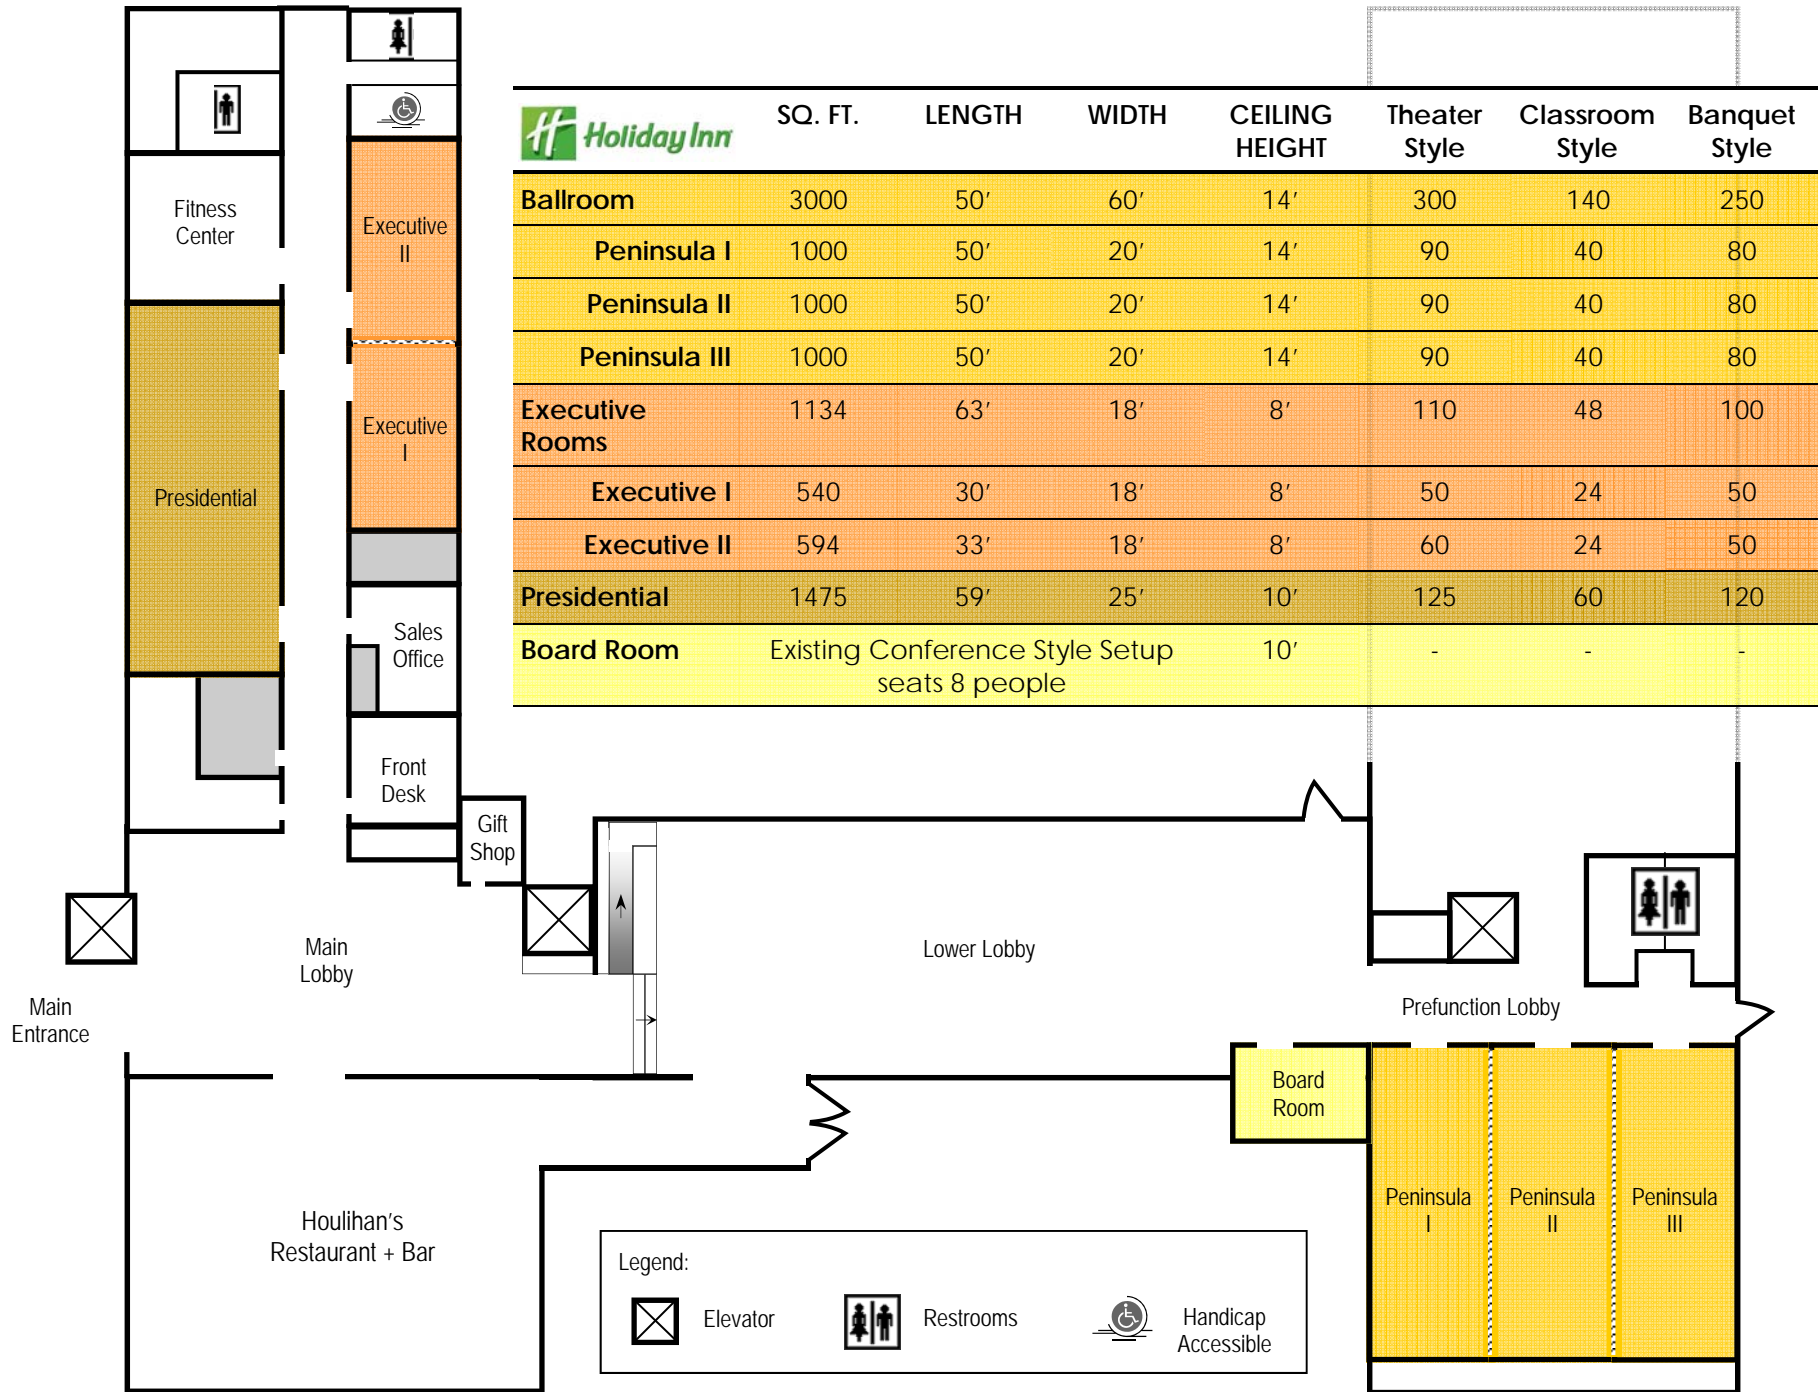 Holiday Inn
SQ. FT. LENGTH WIDTH CEILING HEIGHT Theater Style Classroom Style Banquet Style
Ballroom 3000 50′ 60′ 14′ 300 140 250
Peninsula I 1000 50′ 20′ 14′ 90 40 80
Peninsula II 1000 50′ 20′ 14′ 90 40 80
Peninsula III 1000 50′ 20′ 14′ 90 40 80
Executive Rooms 1134 63′ 18′ 8′ 110 48 100
Executive I 540 30′ 18′ 8′ 50 24 50
Executive II 594 33′ 18′ 8′ 60 24 50
Presidential 1475 59′ 25′ 10′ 125 60 120
Board Room Existing Conference Style Setup seats 8 people 10′ - - -
Fitness
Center
Executive
II
Executive
I
Presidential
Sales
Office
Front
Desk
Gift
Shop
Main
Lobby
Lower Lobby
Main
Entrance
Prefunction Lobby
Board
Room
Peninsula
I
Peninsula
II
Peninsula
III
Houlihan's
Restaurant + Bar
Legend:
Elevator
Restrooms
Handicap
Accessible